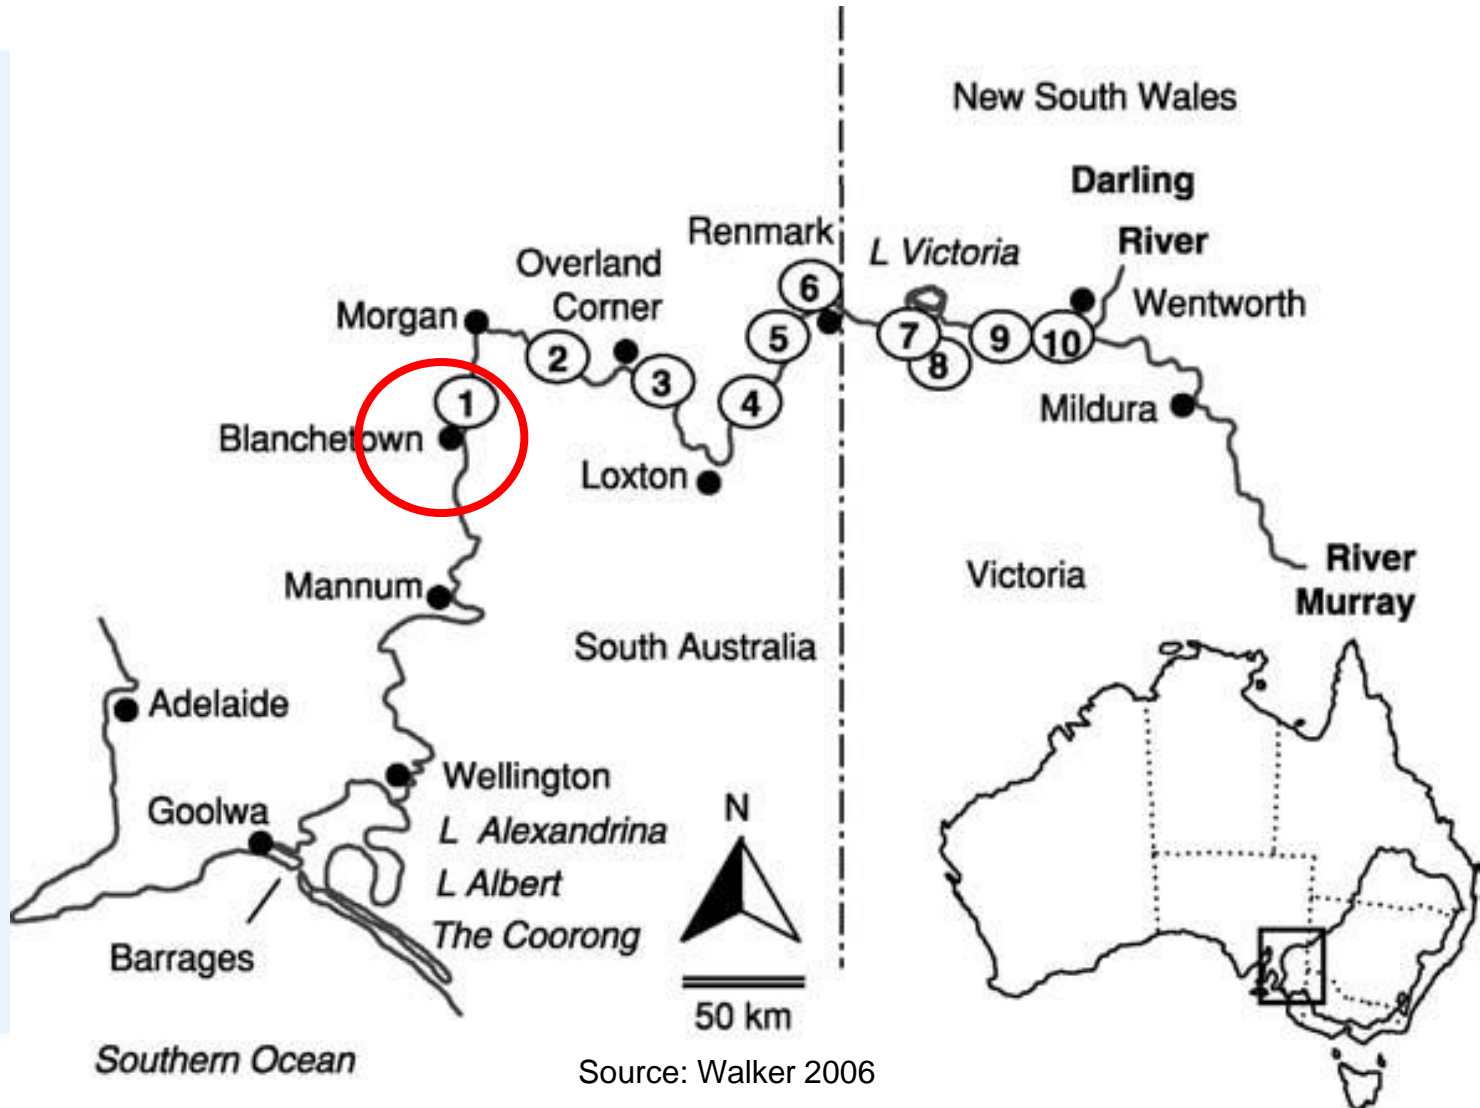 New South Wales
Darling
River
Renmark
L Victoria
Overland
Corner
Wentworth
Morgan
6
5
7
9
10
2
8
3
1
4
Mildura
Blanchetown
Loxton
River
Murray
Victoria
Mannum
South Australia
Adelaide
Wellington
Goolwa
N
L Alexandrina
L Albert
The Coorong
Barrages
50 km
Southern Ocean
Source: Walker 2006